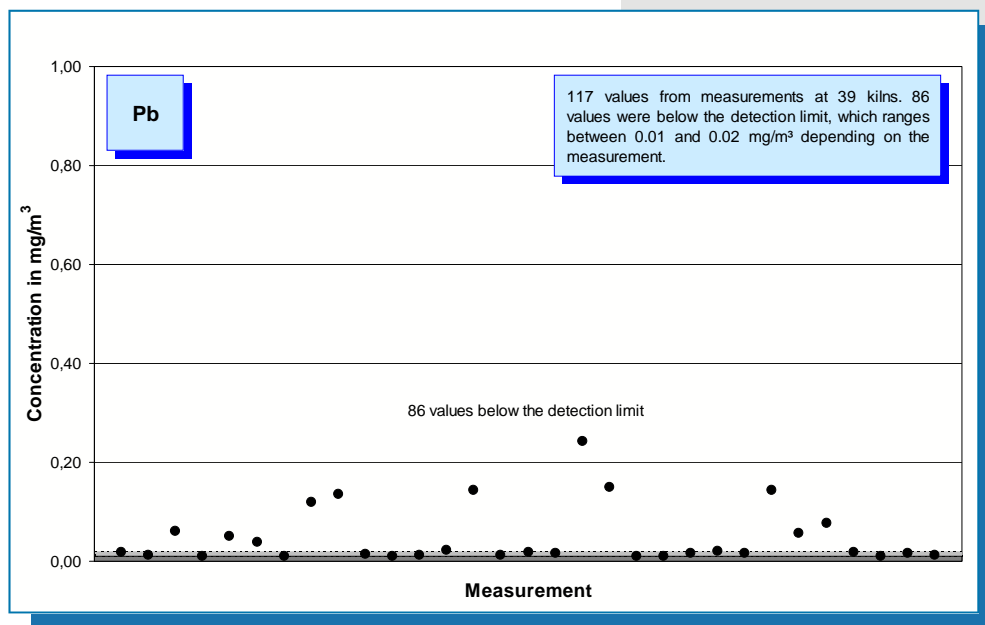 1,00
0,80
0,60
0,40
0,20
0,00
Concentration in mg/m³
Pb
117 values from measurements at 39 kilns. 86
values were below the detection limit, which ranges
between 0.01 and 0.02 mg/m³ depending on the
measurement.
86 values below the detection limit
Measurement